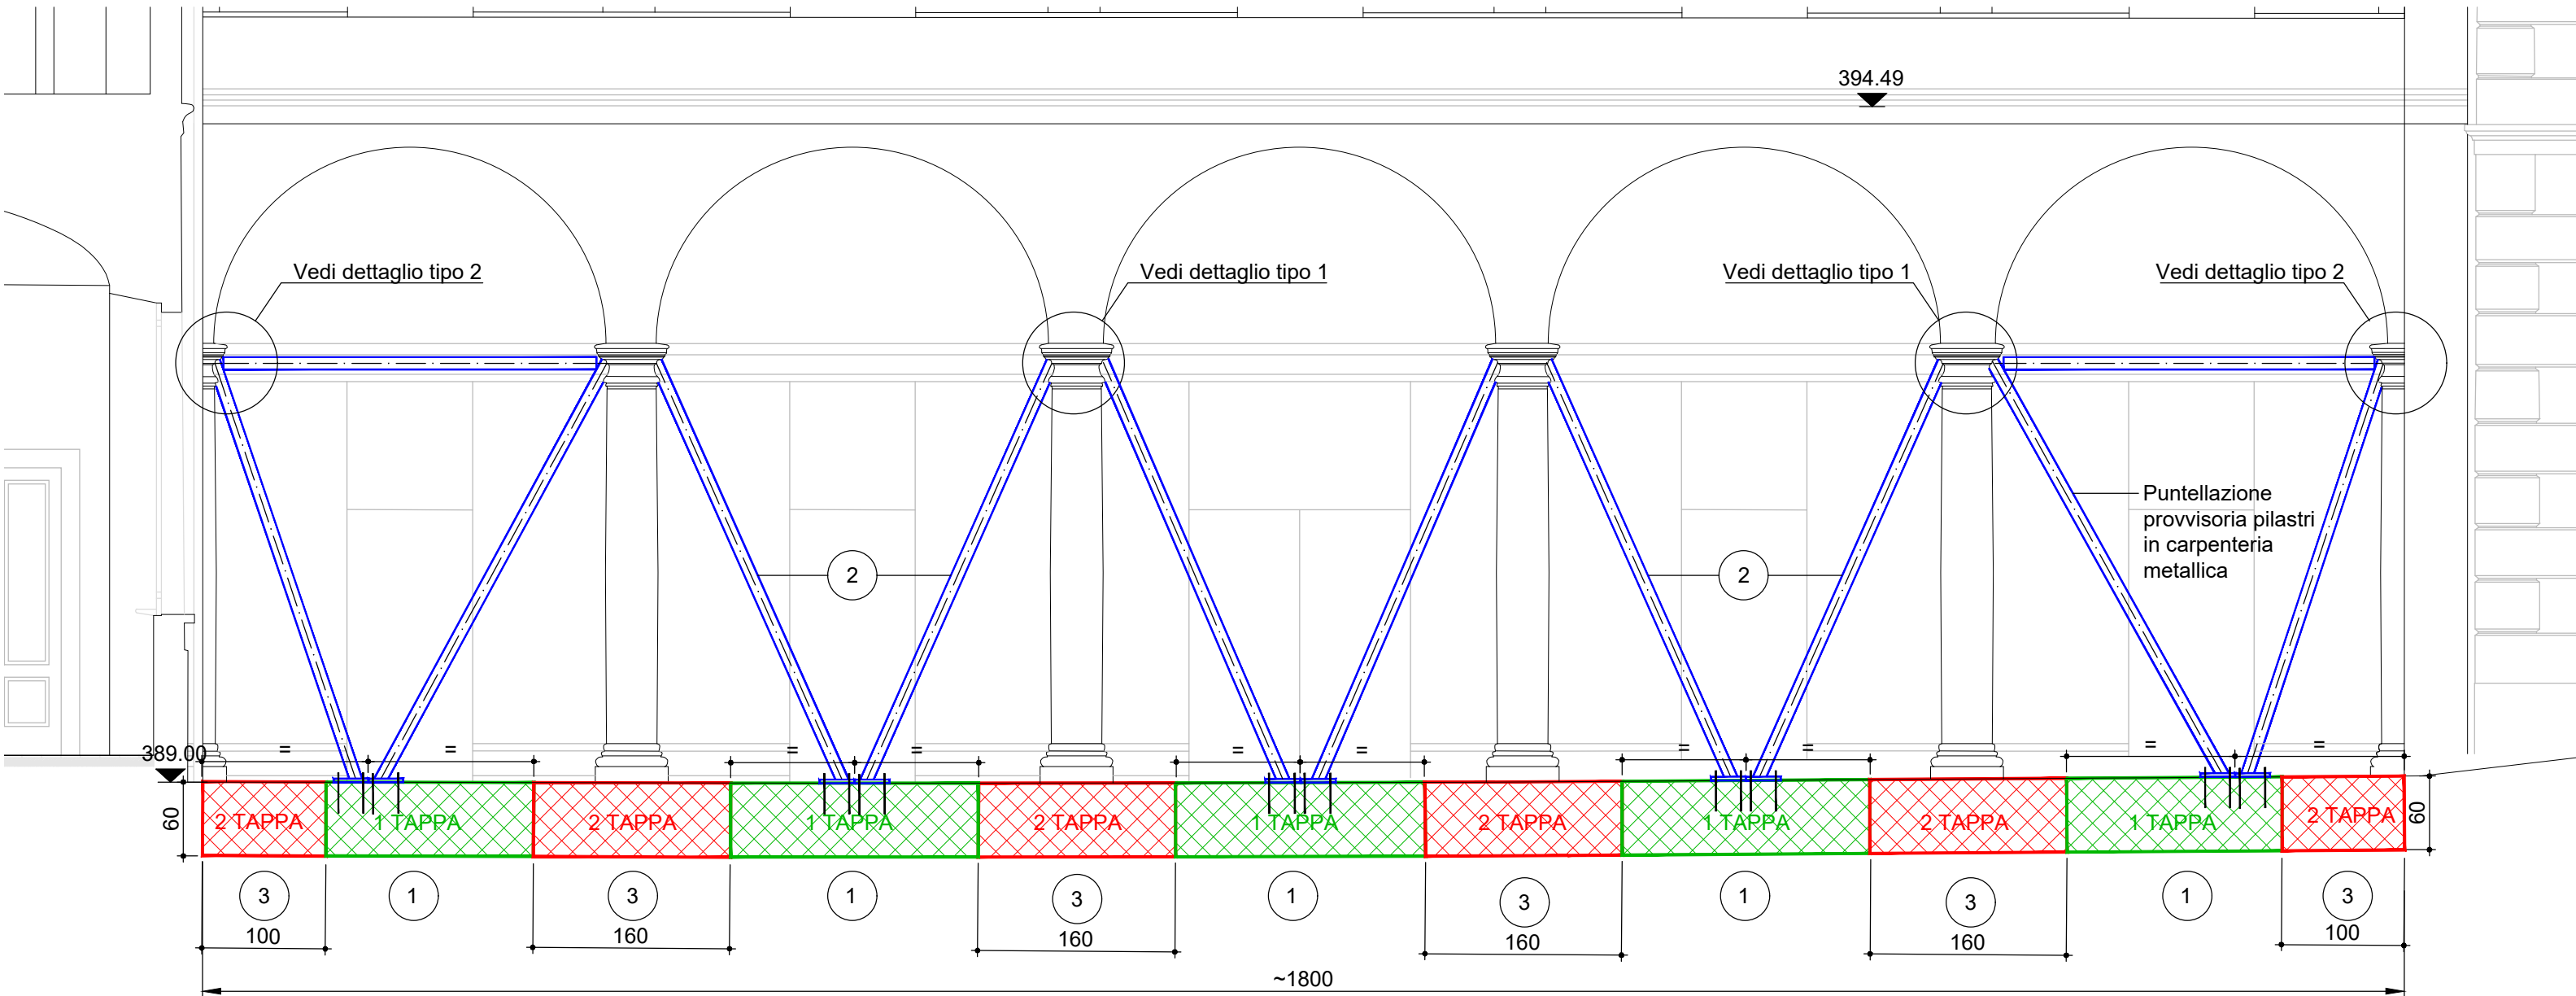 394.49
Vedi dettaglio tipo 2
Vedi dettaglio tipo 1
Vedi dettaglio tipo 1
Vedi dettaglio tipo 2
Puntellazione
provvisoria pilastri
in carpenteria
metallica
2
2
389.00
= = = = = = = = = =
60
2 TAPPA
1 TAPPA
2 TAPPA
1 TAPPA
2 TAPPA
1 TAPPA
2 TAPPA
1 TAPPA
2 TAPPA
1 TAPPA
2 TAPPA
60
3
1
3
1
3
1
3
1
3
1
3
100
160
160
160
160
100
~1800